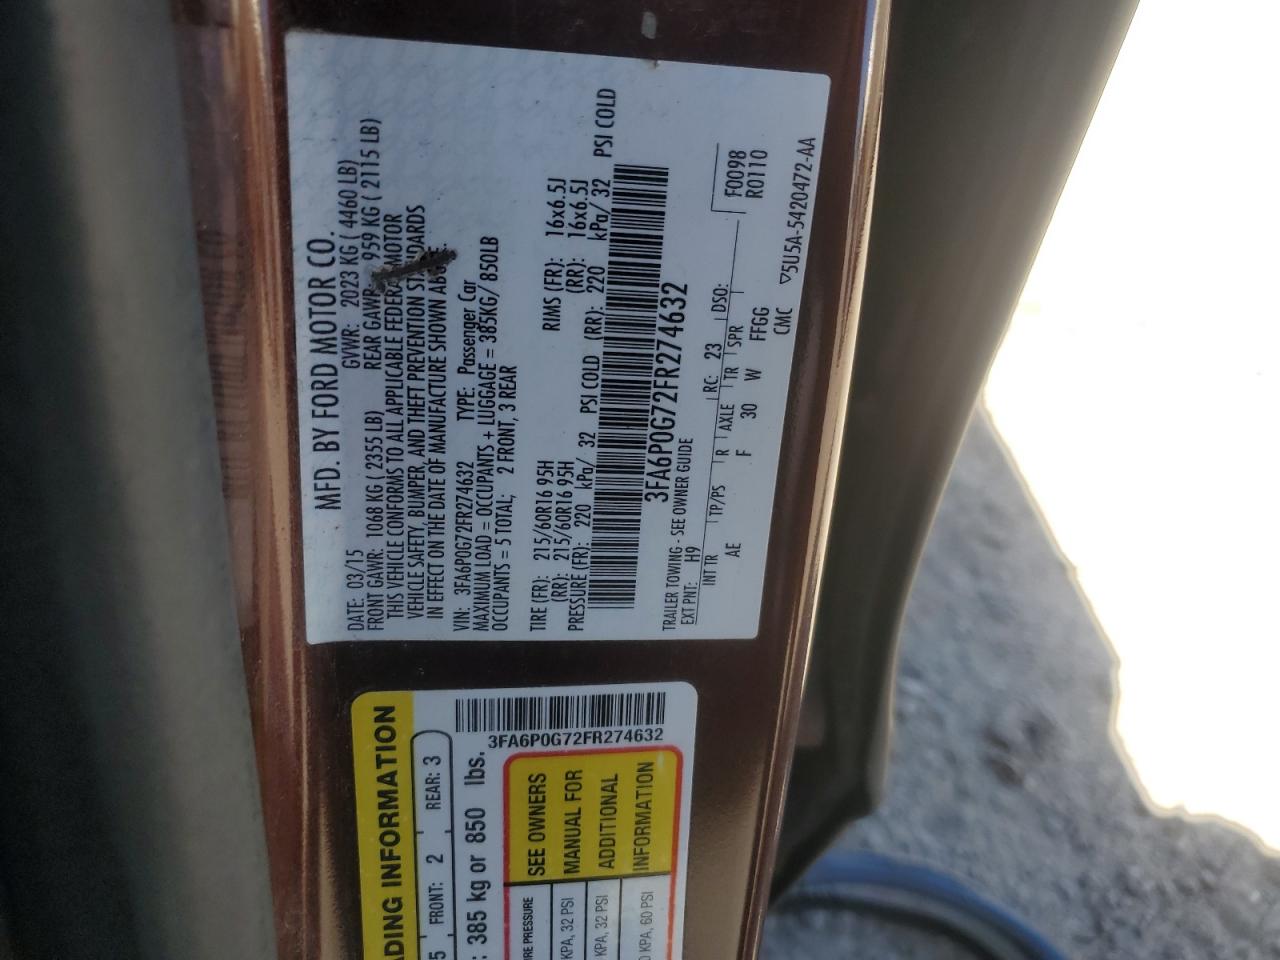 MFD. BY FORD MOTOR CO.
DATE: 03/15 GVWR: 2023 KG ( 4460 LB)
FRONT GAWR: 1068 KG ( 2355 LB) REAR GAWR: 959 KG ( 2115 LB)
THIS VEHICLE CONFORMS TO ALL APPLICABLE FEDERAL MOTOR
VEHICLE SAFETY, BUMPER, AND THEFT PREVENTION STANDARDS
IN EFFECT ON THE DATE OF MANUFACTURE SHOWN ABOVE.
VIN: 3FA6P0G72FR274632 TYPE: Passenger Car
MAXIMUM LOAD = OCCUPANTS + LUGGAGE = 385KG/ 850LB
OCCUPANTS = 5 TOTAL; 2 FRONT, 3 REAR
TIRE (FR): 215/60R16 95H RIMS (FR): 16x6.5J
(RR): 215/60R16 95H (RR): 16x6.5J
PRESSURE (FR): 220 kPa/ 32 PSI COLD (RR): 220 kPa/ 32 PSI COLD
3FA6P0G72FR274632
TRAILER TOWING - SEE OWNER GUIDE
EXT PNT: H9 RC: 23 DSO: F0098
R0110
INT TR TP/PS R AXLE TR SPR
AE F 30 W FFGG
CMC ▽5U5A-5420472-AA
ADING INFORMATION
5 FRONT: 2 REAR: 3
: 385 kg or 850 lbs.
3FA6P0G72FR274632
RE PRESSURE
KPA, 32 PSI
KPA, 32 PSI
KPA, 60 PSI
SEE OWNERS
MANUAL FOR
ADDITIONAL
INFORMATION